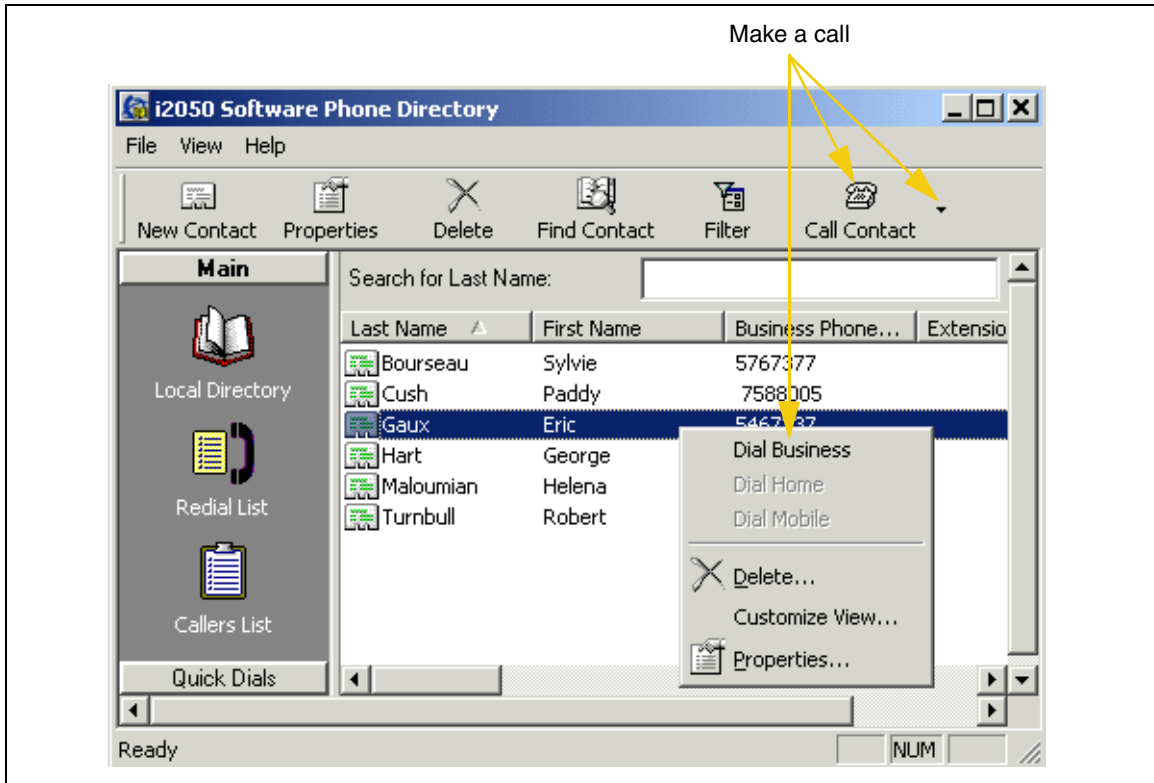 Make a call
i2050 Software Phone Directory
File View Help
New Contact Properties Delete Find Contact Filter Call Contact
Main
Search for Last Name:
Last Name First Name Business Phone... Extensio
Bourseau Sylvie 5767377
Cush Paddy 7588005
Gaux Eric
Hart George
Maloumian Helena
Turnbull Robert
Local Directory
Redial List
Callers List
Quick Dials
Dial Business
Dial Home
Dial Mobile
Delete...
Customize View...
Properties...
Ready NUM